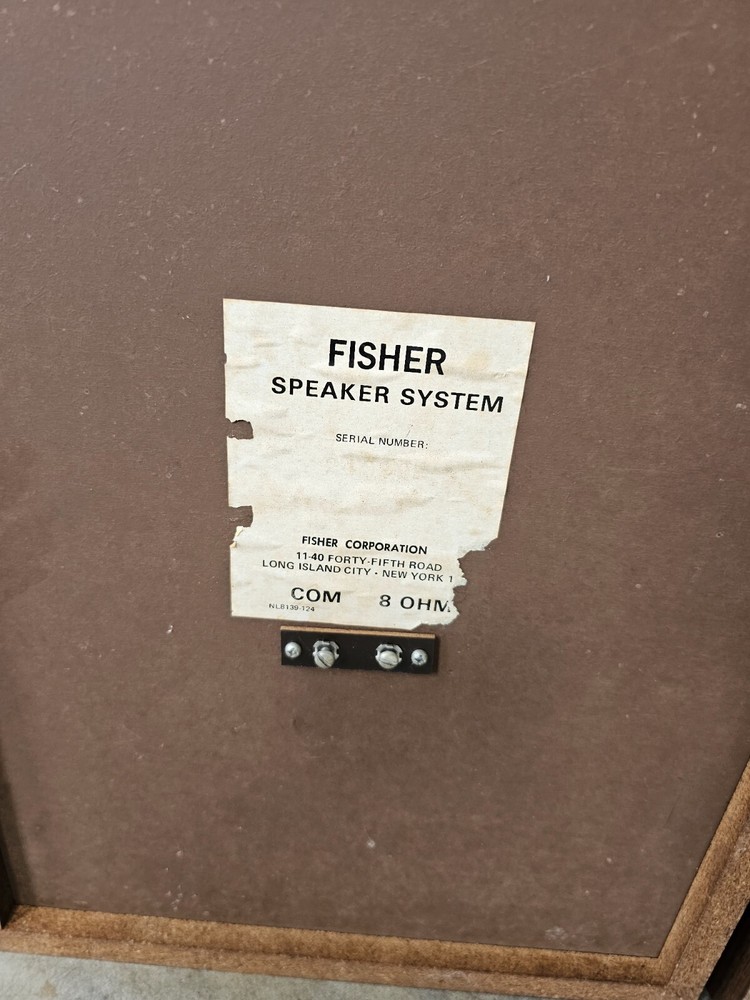 FISHER
SPEAKER SYSTEM
SERIAL NUMBER:
FISHER CORPORATION
11-40 FORTY-FIFTH ROAD
LONG ISLAND CITY - NEW YORK 1
COM 8 OHM
NLB139-124